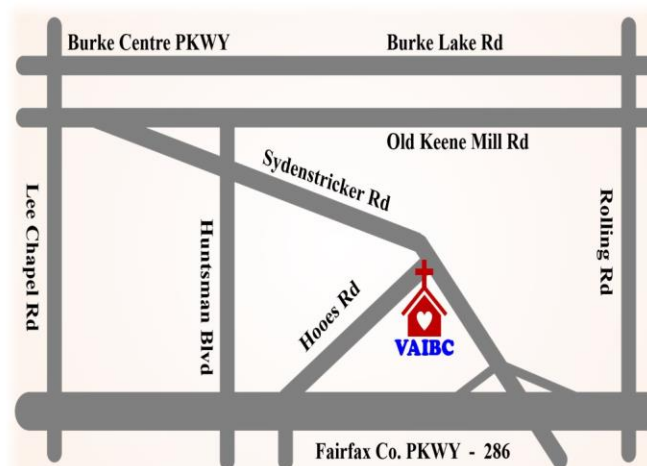 Burke Centre PKWY
Burke Lake Rd
Old Keene Mill Rd
Sydenstricker Rd
Lee Chapel Rd
Huntsman Blvd
Rolling Rd
Hooes Rd
VAIBC
Fairfax Co. PKWY - 286